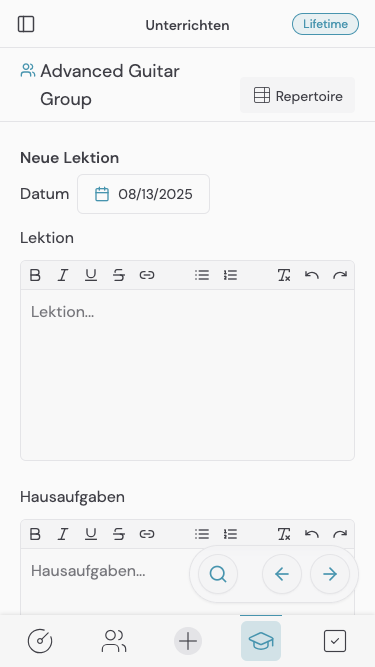 Unterrichten
Lifetime
Advanced Guitar
Group
Repertoire
Neue Lektion
Datum
08/13/2025
Lektion
Lektion...
Hausaufgaben
Hausaufgaben...